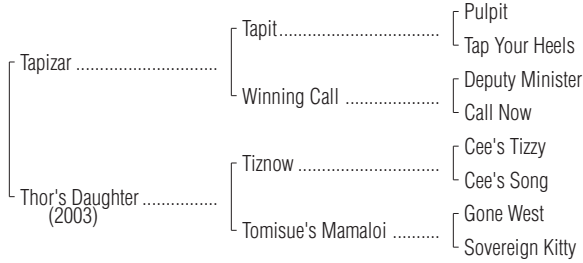 Pulpit
Tapit
Tap Your Heels
Tapizar
Deputy Minister
Winning Call
Call Now
Cee's Tizzy
Tiznow
Cee's Song
Thor's Daughter
(2003)
Gone West
Tomisue's Mamaloi
Sovereign Kitty